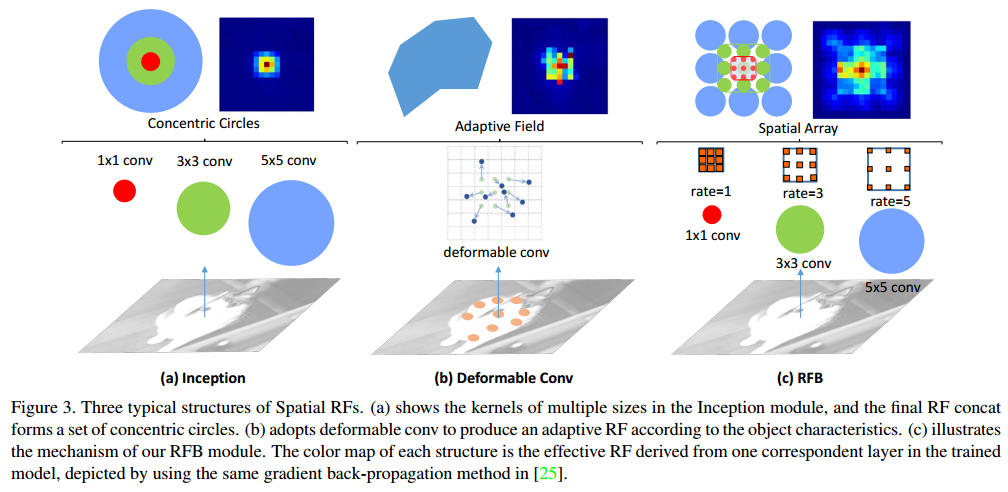 Concentric Circles
Adaptive Field
Spatial Array
1x1 conv
3x3 conv
5x5 conv
deformable conv
rate=1
rate=3
rate=5
1x1 conv
3x3 conv
5x5 conv
(a) Inception
(b) Deformable Conv
(c) RFB
Figure 3. Three typical structures of Spatial RFs. (a) shows the kernels of multiple sizes in the Inception module, and the final RF concat
forms a set of concentric circles. (b) adopts deformable conv to produce an adaptive RF according to the object characteristics. (c) illustrates
the mechanism of our RFB module. The color map of each structure is the effective RF derived from one correspondent layer in the trained
model, depicted by using the same gradient back-propagation method in [25].